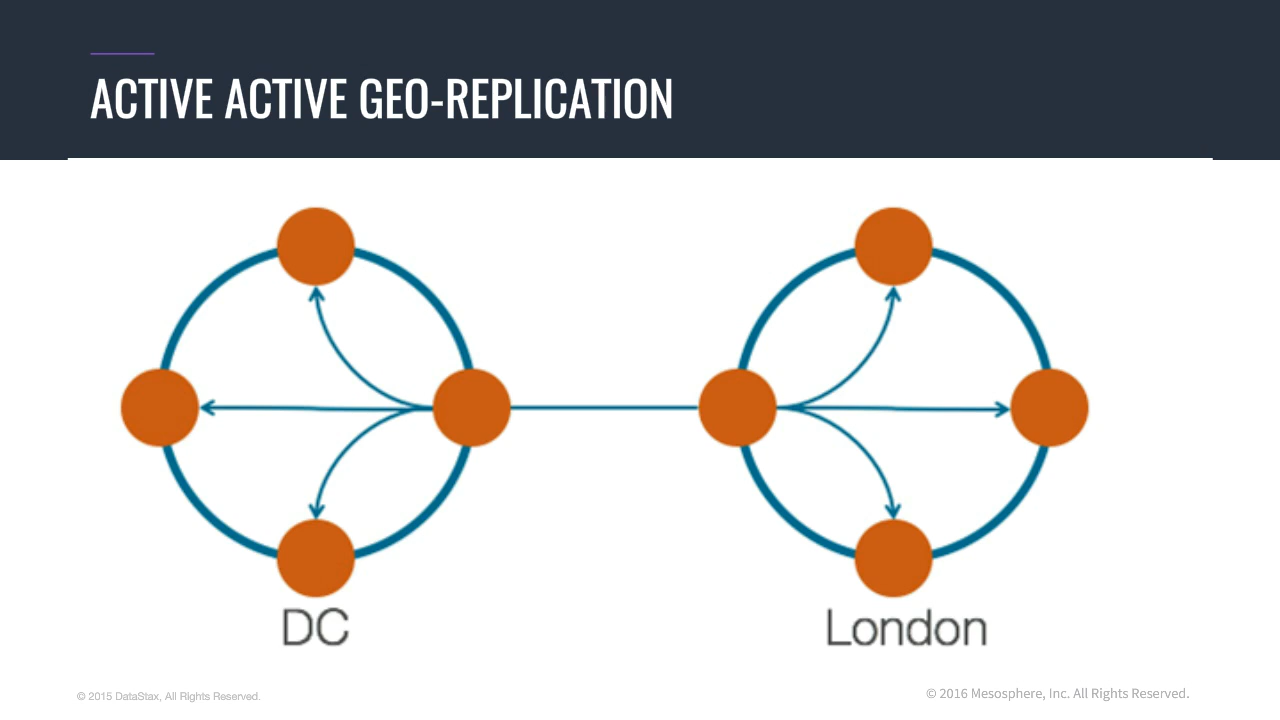 ACTIVE ACTIVE GEO-REPLICATION
DC
London
© 2015 DataStax, All Rights Reserved.
© 2016 Mesosphere, Inc. All Rights Reserved.